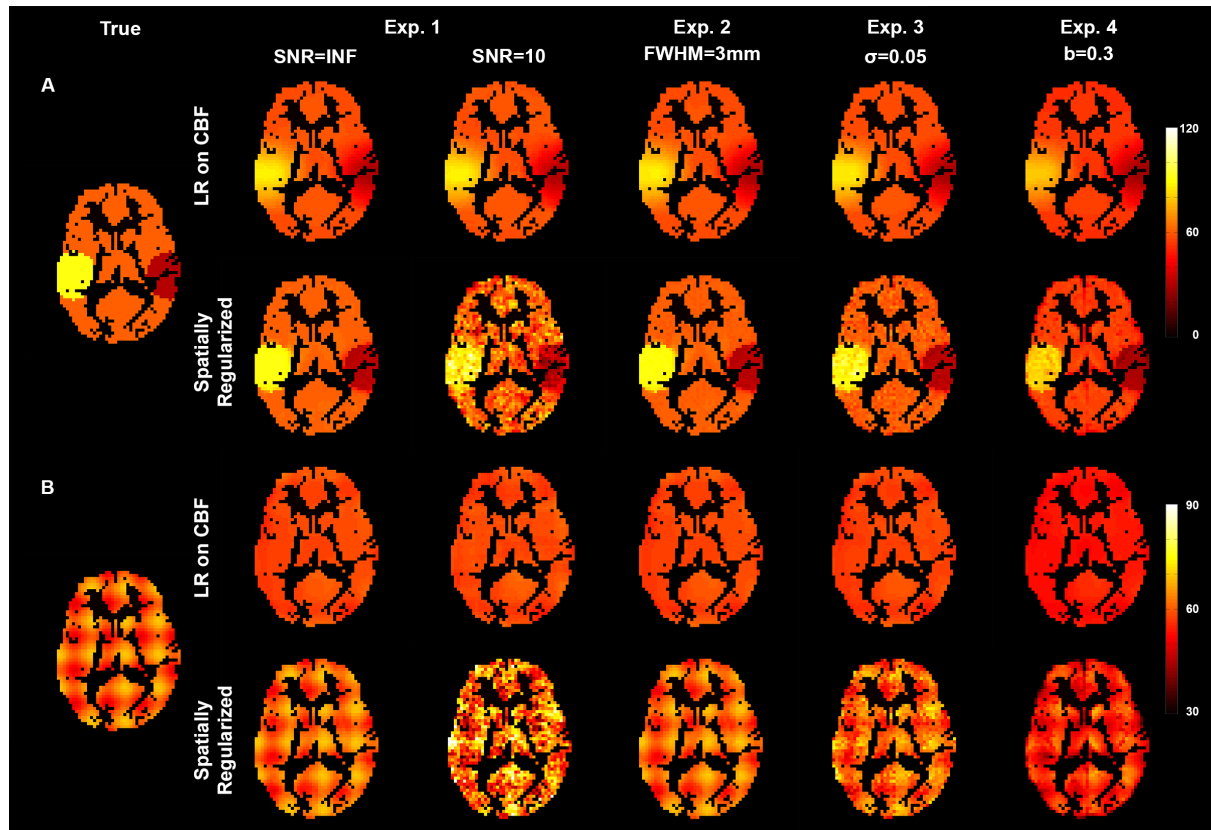 True
Exp. 1
Exp. 2
Exp. 3
Exp. 4
SNR=INF
SNR=10
FWHM=3mm
σ=0.05
b=0.3
A
LR on CBF
120
60
0
Spatially
Regularized
B
LR on CBF
90
60
30
Spatially
Regularized